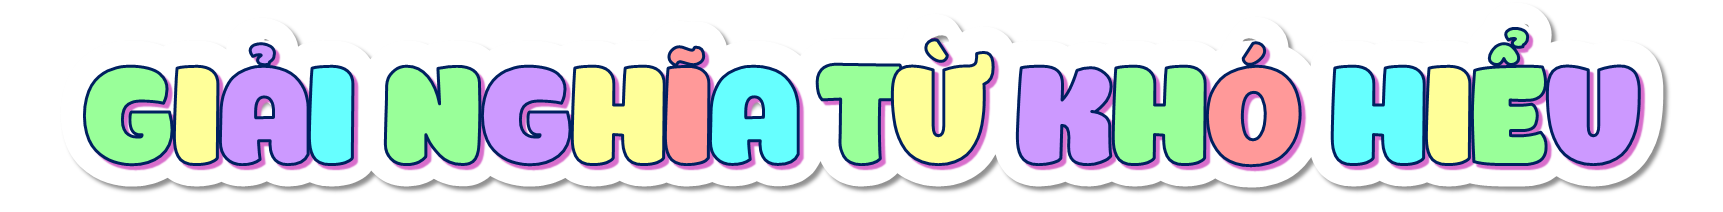 GIẢI NGHĨA TỪ KHÓ HIỂU